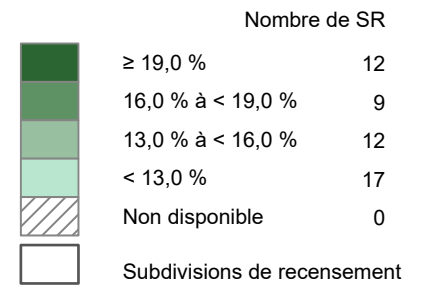 Nombre de SR
≥ 19,0 % 12
16,0 % à < 19,0 % 9
13,0 % à < 16,0 % 12
< 13,0 % 17
Non disponible 0
Subdivisions de recensement